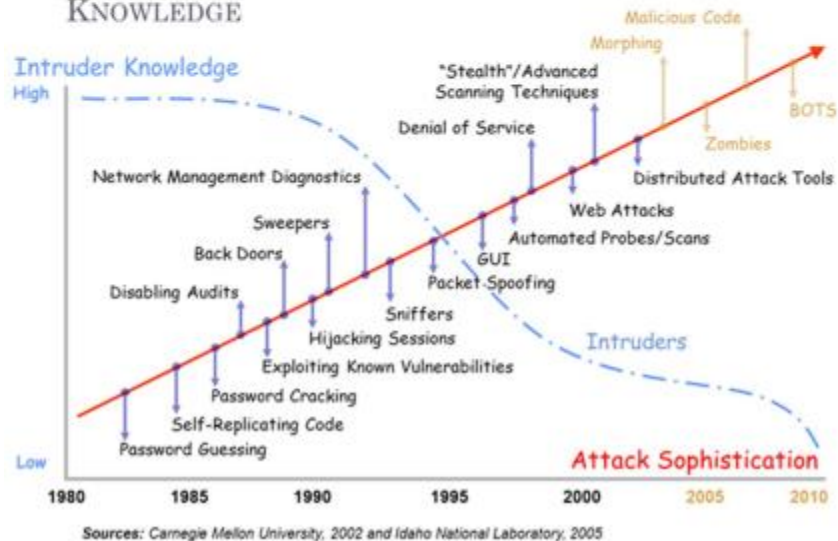 KNOWLEDGE
Malicious Code
Morphing
Intruder Knowledge
"Stealth"/Advanced
Scanning Techniques
High
BOTS
Denial of Service
Zombies
Network Management Diagnostics
Distributed Attack Tools
Web Attacks
Sweepers
Automated Probes/Scans
Back Doors
GUI
Packet Spoofing
Disabling Audits
Sniffers
Hijacking Sessions
Intruders
Exploiting Known Vulnerabilities
Password Cracking
Self-Replicating Code
Password Guessing
Low
Attack Sophistication
1980 1985 1990 1995 2000 2005 2010
Sources: Carnegie Mellon University, 2002 and Idaho National Laboratory, 2005